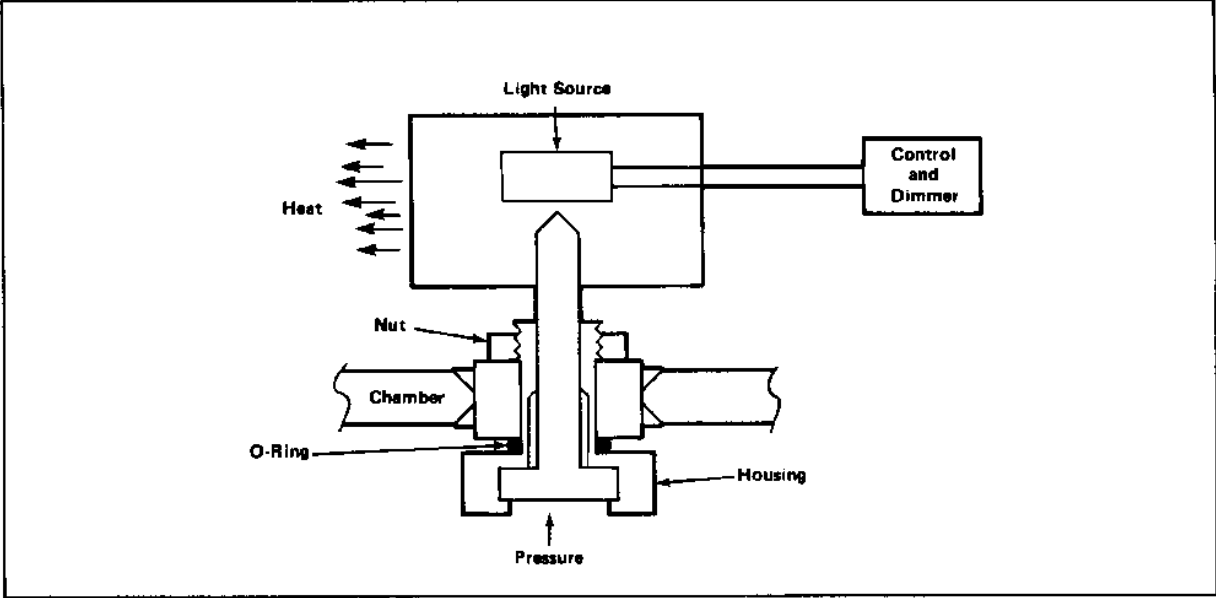 Light Source
Control
and
Dimmer
Heat
Nut
Chamber
O-Ring
Housing
Pressure